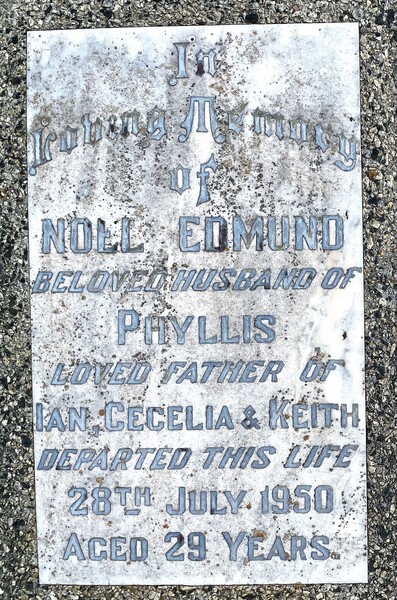 In
Loving Memory
of
NOEL EDMUND
BELOVED HUSBAND OF
PHYLLIS
LOVED FATHER OF
IAN, CECELIA & KEITH
DEPARTED THIS LIFE
28TH JULY 1950
AGED 29 YEARS.